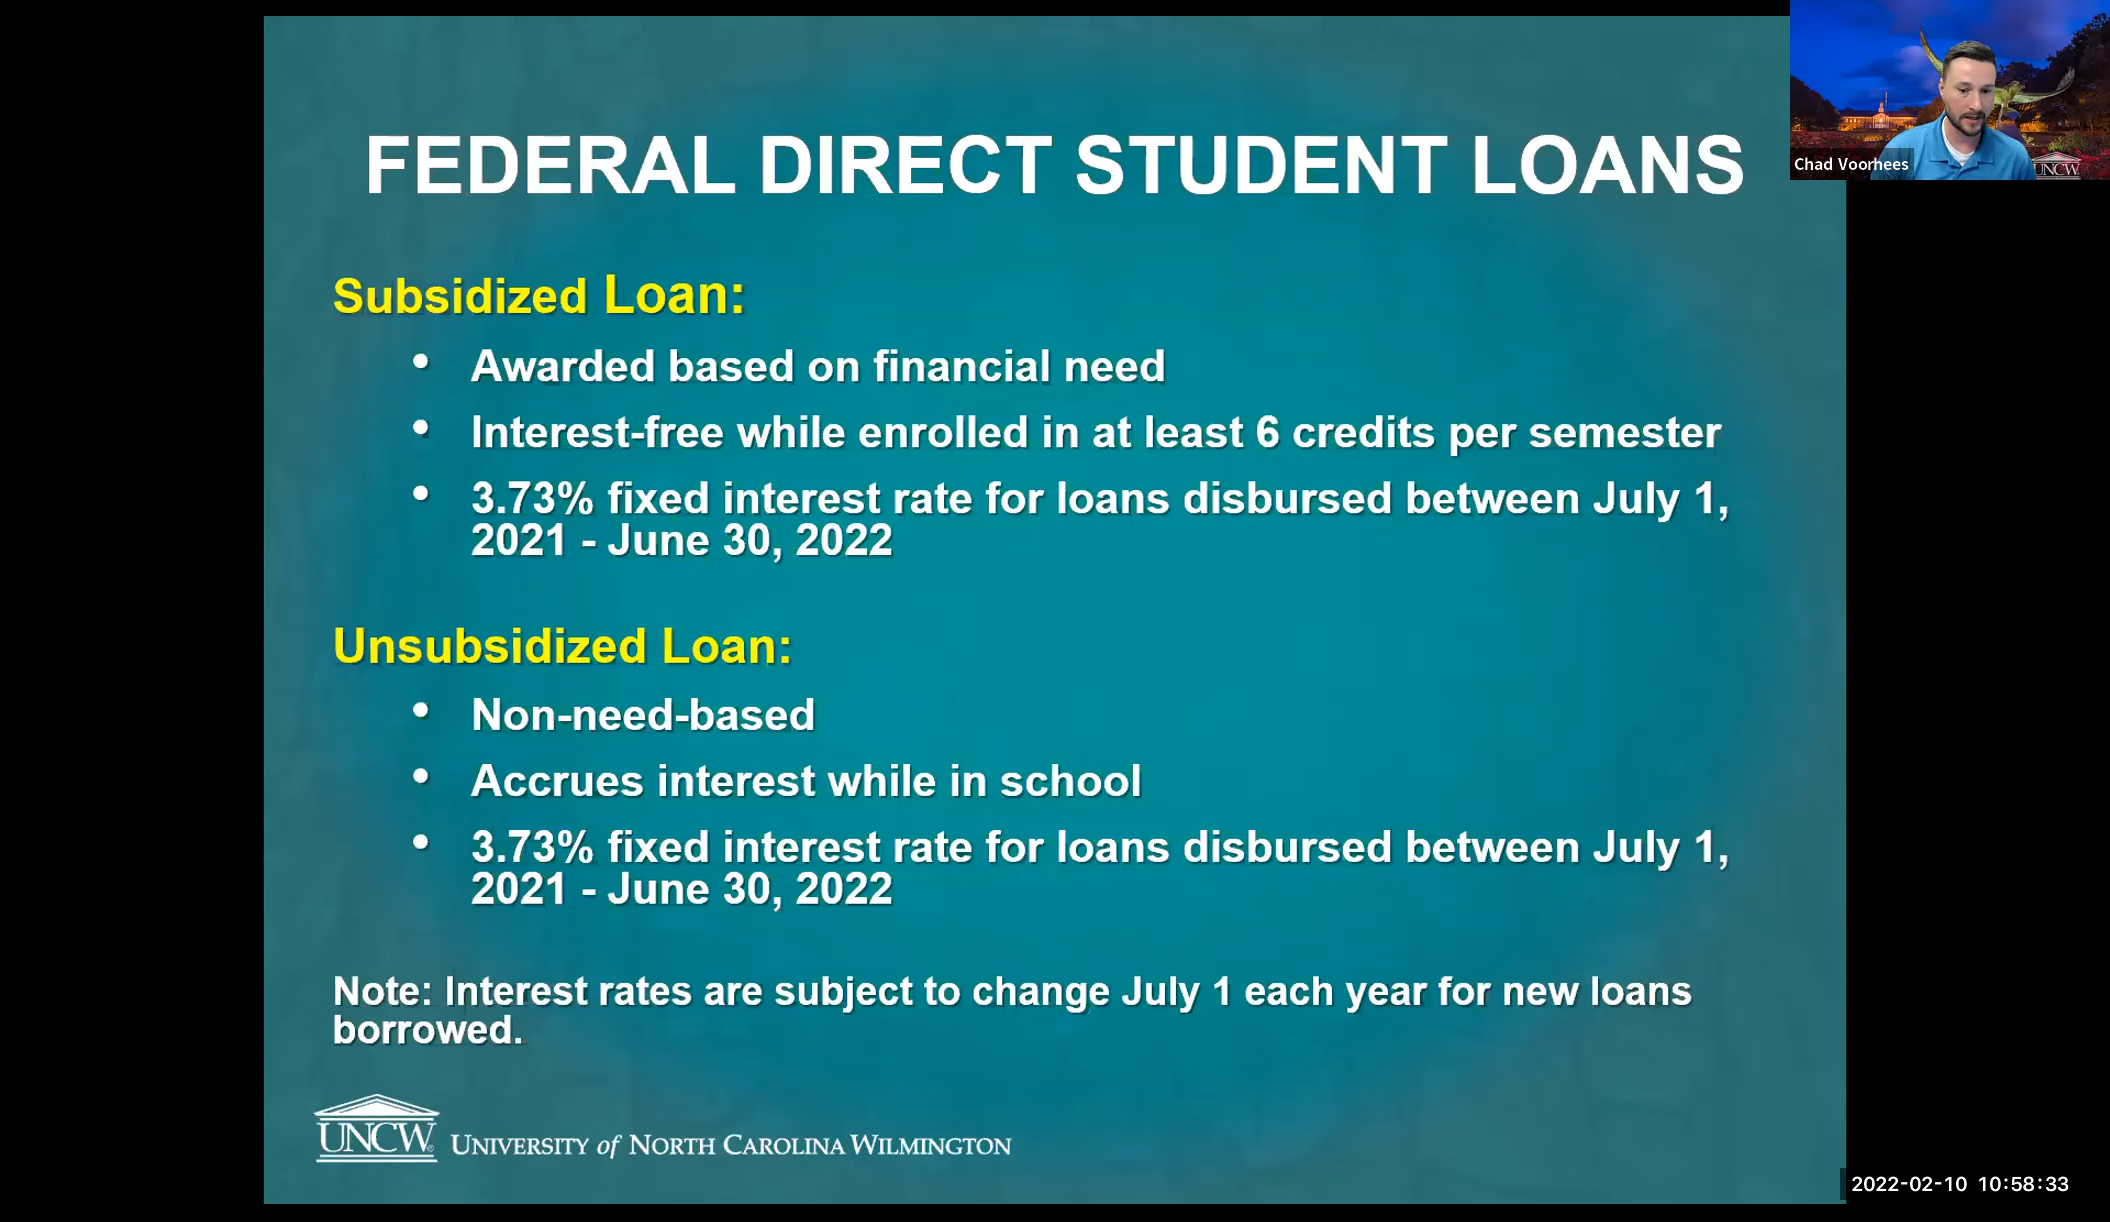 FEDERAL DIRECT STUDENT LOANS
Chad Voorhees
UNCW
Subsidized Loan:
• Awarded based on financial need
• Interest-free while enrolled in at least 6 credits per semester
• 3.73% fixed interest rate for loans disbursed between July 1,
2021 - June 30, 2022
Unsubsidized Loan:
• Non-need-based
• Accrues interest while in school
• 3.73% fixed interest rate for loans disbursed between July 1,
2021 - June 30, 2022
Note: Interest rates are subject to change July 1 each year for new loans
borrowed.
UNCW® UNIVERSITY of NORTH CAROLINA WILMINGTON
2022-02-10 10:58:33